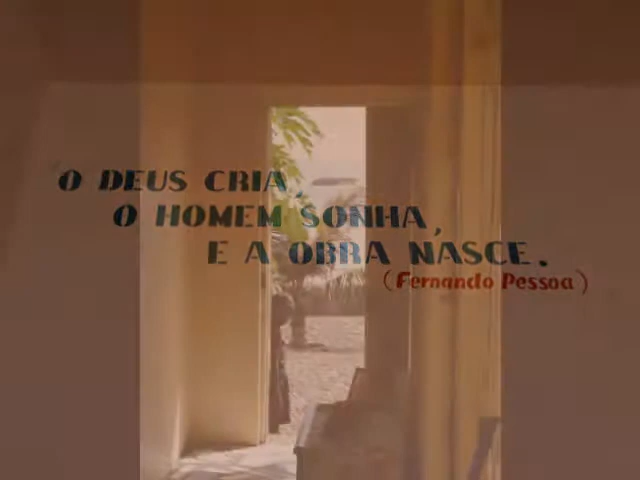 O DEUS CRIA,
O HOMEM SONHA,
E A OBRA NASCE.
(Fernando Pessoa)